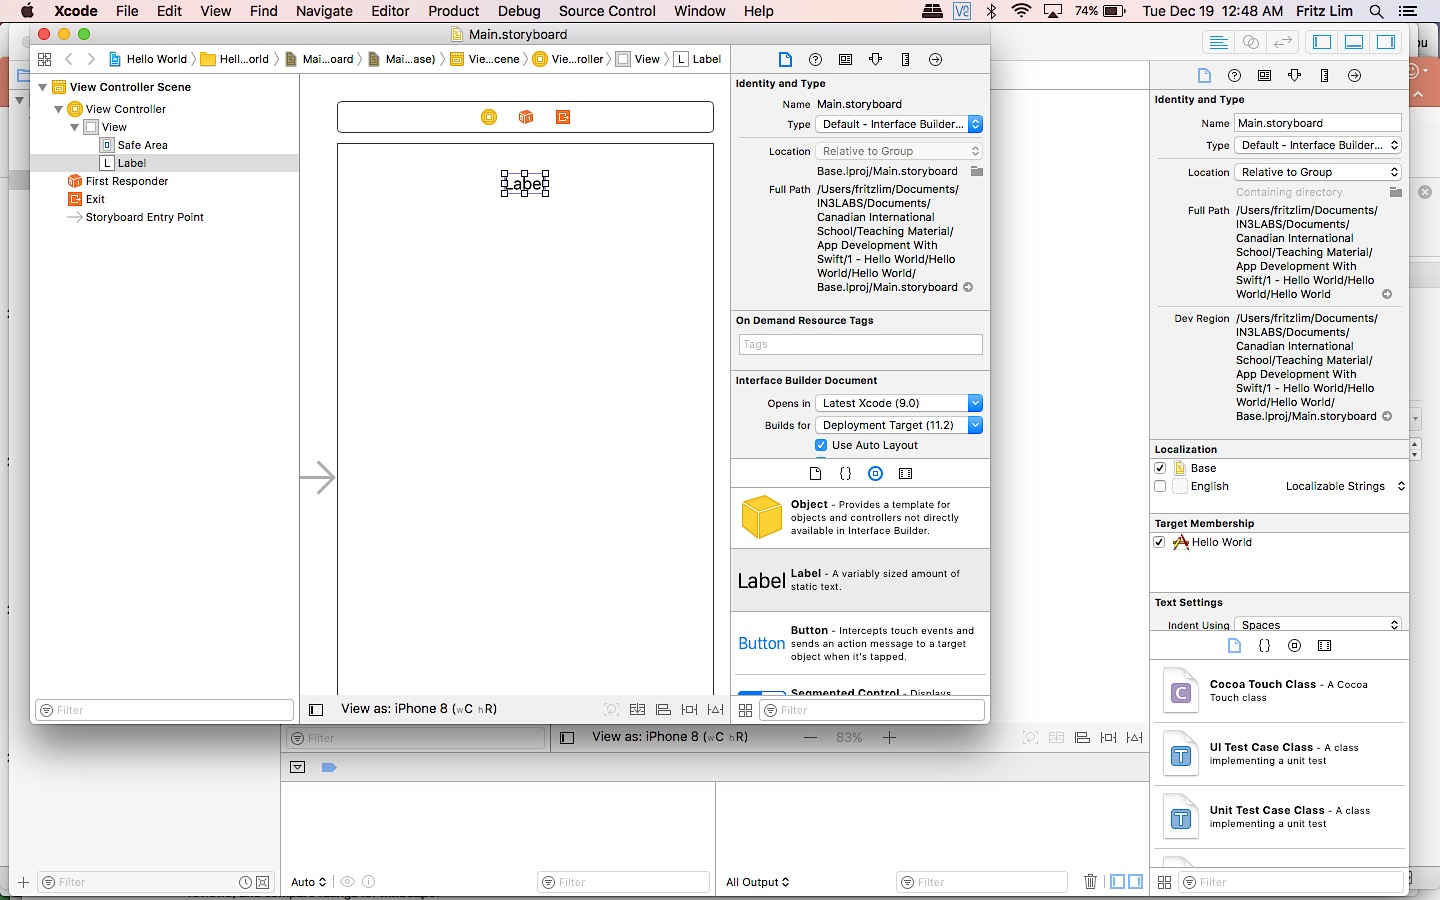 Xcode File Edit View Find Navigate Editor Product Debug Source Control Window Help 74% Tue Dec 19 12:48 AM Fritz Lim
Main.storyboard
Hello World Hell...orld Mai...oard Mai...ase) Vie...cene Vie...roller View L Label
View Controller Scene
View Controller
View
Safe Area
L Label
First Responder
Exit
Storyboard Entry Point
Filter
Label
View as: iPhone 8 (wC hR)
Identity and Type
Name Main.storyboard
Type Default - Interface Builder...
Location Relative to Group
Base.lproj/Main.storyboard
Full Path /Users/fritzlim/Documents/
IN3LABS/Documents/
Canadian International
School/Teaching Material/
App Development With
Swift/1 - Hello World/Hello
World/Hello World/
Base.lproj/Main.storyboard
On Demand Resource Tags
Tags
Interface Builder Document
Opens in Latest Xcode (9.0)
Builds for Deployment Target (11.2)
Use Auto Layout
{}
Object - Provides a template for
objects and controllers not directly
available in Interface Builder.
Label Label - A variably sized amount of
static text.
Button Button - Intercepts touch events and
sends an action message to a target
object when it's tapped.
Segmented Control - Displays
Filter
Filter
View as: iPhone 8 (wC hR) — 83% +
Auto
Filter
All Output
Filter
Filter
Identity and Type
Name Main.storyboard
Type Default - Interface Builder...
Location Relative to Group
Containing directory
Full Path /Users/fritzlim/Documents/
IN3LABS/Documents/
Canadian International
School/Teaching Material/
App Development With
Swift/1 - Hello World/Hello
World/Hello World
Dev Region /Users/fritzlim/Documents/
IN3LABS/Documents/
Canadian International
School/Teaching Material/
App Development With
Swift/1 - Hello World/Hello
World/Hello World/
Base.lproj/Main.storyboard
Localization
Base
English Localizable Strings
Target Membership
Hello World
Text Settings
Indent Using Spaces
{}
C Cocoa Touch Class - A Cocoa
Touch class
T UI Test Case Class - A class
implementing a unit test
T Unit Test Case Class - A class
implementing a unit test
Filter